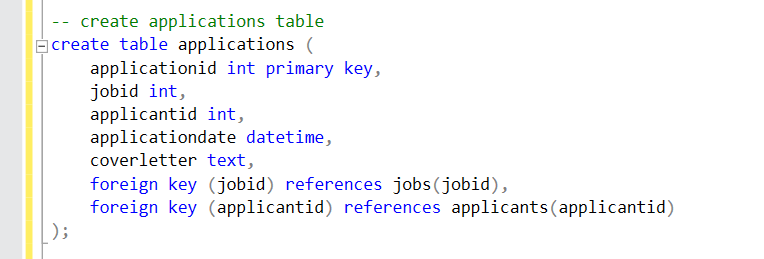 -- create applications table
create table applications (
applicationid int primary key,
jobid int,
applicantid int,
applicationdate datetime,
coverletter text,
foreign key (jobid) references jobs(jobid),
foreign key (applicantid) references applicants(applicantid)
);